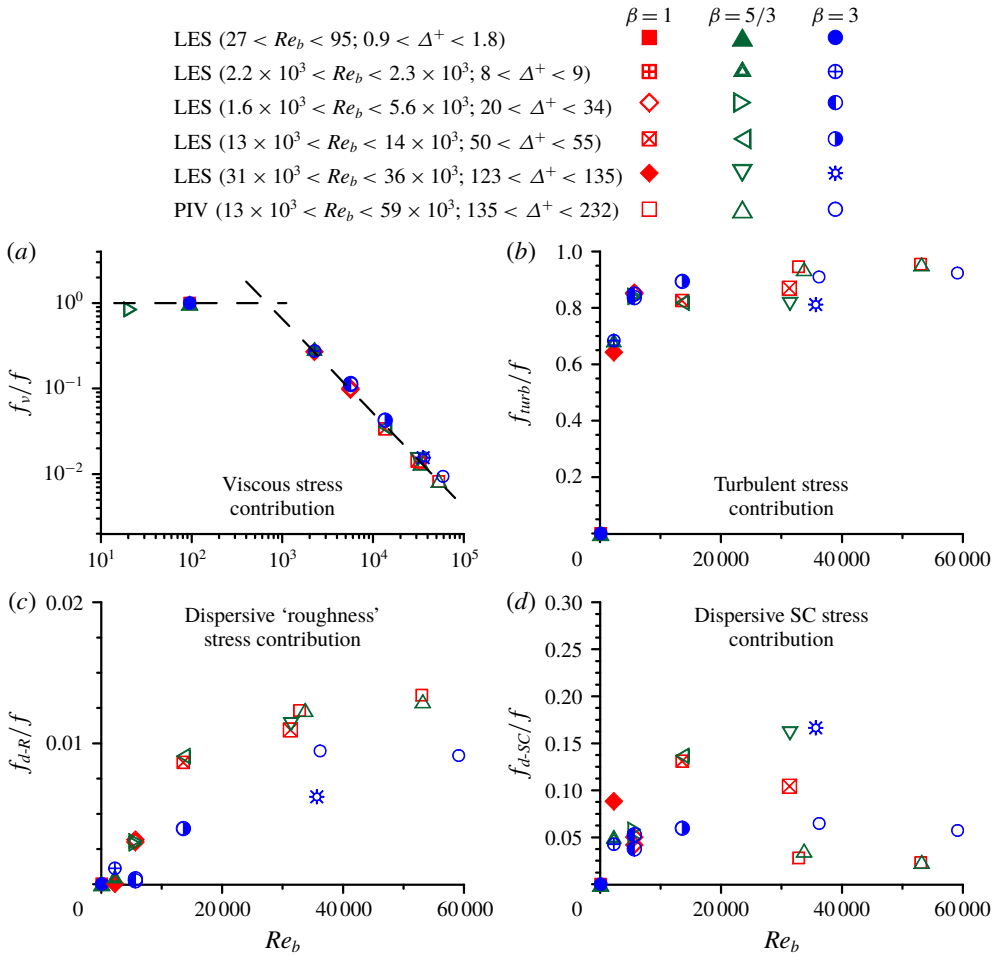 β = 1 β = 5/3 β = 3
LES (27 < Re_b < 95; 0.9 < Δ⁺ < 1.8)
LES (2.2 × 10³ < Re_b < 2.3 × 10³; 8 < Δ⁺ < 9)
LES (1.6 × 10³ < Re_b < 5.6 × 10³; 20 < Δ⁺ < 34)
LES (13 × 10³ < Re_b < 14 × 10³; 50 < Δ⁺ < 55)
LES (31 × 10³ < Re_b < 36 × 10³; 123 < Δ⁺ < 135)
PIV (13 × 10³ < Re_b < 59 × 10³; 135 < Δ⁺ < 232)
(a)
10⁰
10⁻¹
10⁻²
f_v/f
Viscous stress
contribution
10¹ 10² 10³ 10⁴ 10⁵
(b)
1.0
0.8
0.6
0.4
0.2
0
f_turb/f
Turbulent stress
contribution
20 000 40 000 60 000
(c)
0.02
0.01
f_d-R/f
Dispersive ‘roughness’
stress contribution
0 20 000 40 000 60 000
Re_b
(d)
0.30
0.25
0.20
0.15
0.10
0.05
0
f_d-SC/f
Dispersive SC stress
contribution
20 000 40 000 60 000
Re_b